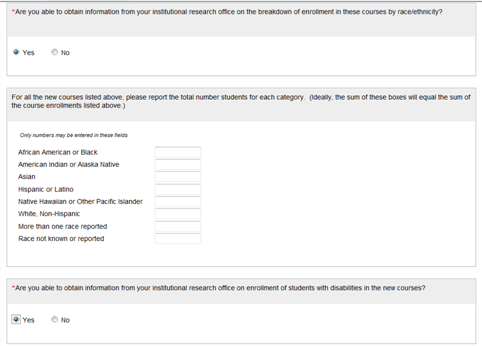 *Are you able to obtain information from your institutional research office on the breakdown of enrollment in these courses by race/ethnicity?
Yes No
For all the new courses listed above, please report the total number students for each category. (Ideally, the sum of these boxes will equal the sum of
the course enrollments listed above.)
Only numbers may be entered in these fields
African American or Black
American Indian or Alaska Native
Asian
Hispanic or Latino
Native Hawaiian or Other Pacific Islander
White, Non-Hispanic
More than one race reported
Race not known or reported
*Are you able to obtain information from your institutional research office on enrollment of students with disabilities in the new courses?
Yes No